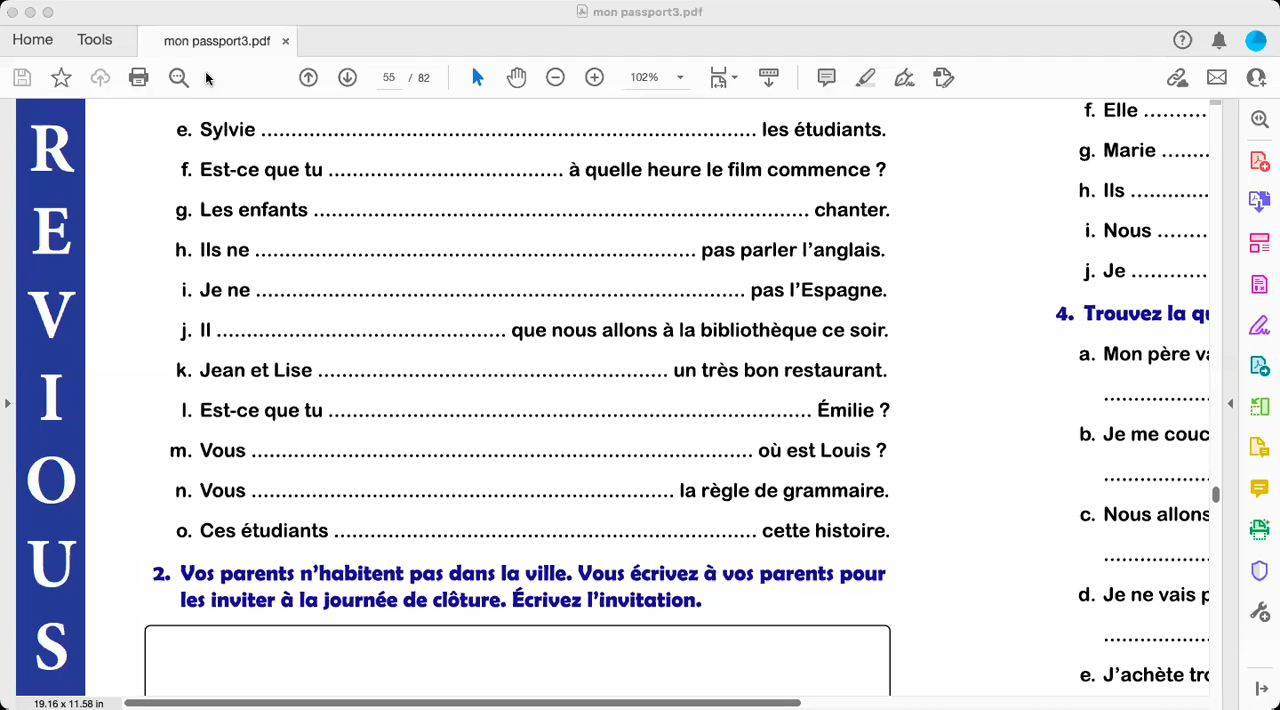 mon passport3.pdf
Home Tools mon passport3.pdf ×
55 / 82 102%
R
E
V
I
O
U
S
e. Sylvie .................................................................................... les étudiants.
f. Est-ce que tu ........................................ à quelle heure le film commence ?
g. Les enfants .................................................................................... chanter.
h. Ils ne ........................................................................... pas parler l’anglais.
i. Je ne .................................................................................. pas l’Espagne.
j. Il ................................................. que nous allons à la bibliothèque ce soir.
k. Jean et Lise ........................................................... un très bon restaurant.
l. Est-ce que tu .................................................................................. Émilie ?
m. Vous ..................................................................................... où est Louis ?
n. Vous ........................................................................ la règle de grammaire.
o. Ces étudiants ....................................................................... cette histoire.
2. Vos parents n’habitent pas dans la ville. Vous écrivez à vos parents pour
les inviter à la journée de clôture. Écrivez l’invitation.
f. Elle ...........
g. Marie ........
h. Ils .............
i. Nous .........
j. Je .............
4. Trouvez la qu
a. Mon père va
..................
b. Je me couc
..................
c. Nous allons
..................
d. Je ne vais p
..................
e. J’achète tro
19.16 x 11.58 in